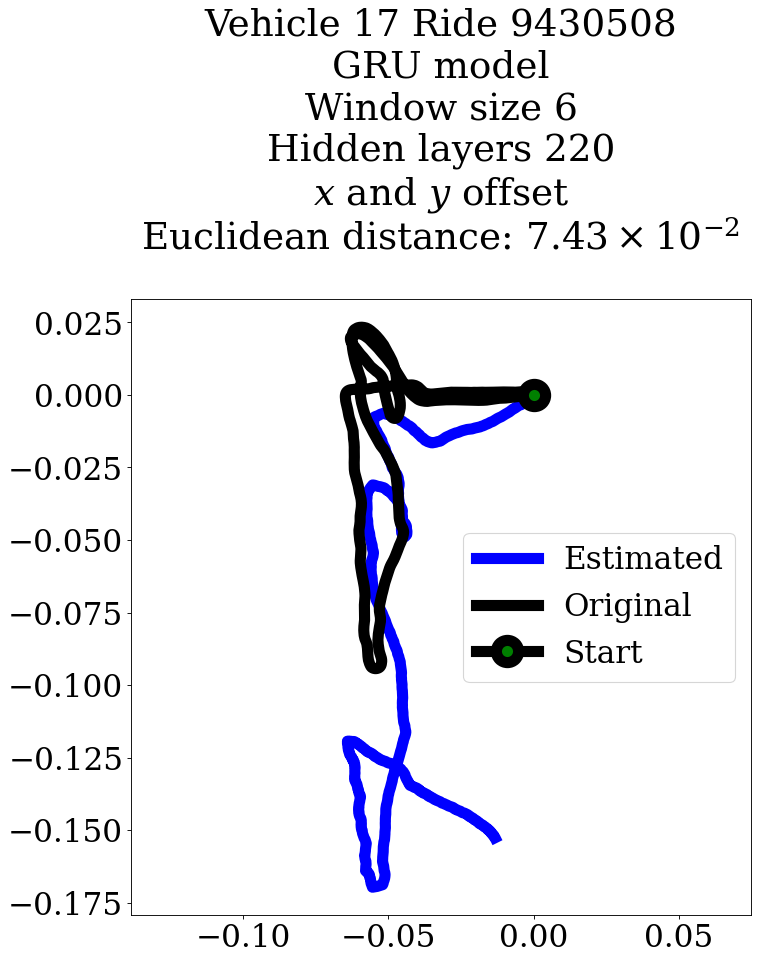 Vehicle 17 Ride 9430508
GRU model
Window size 6
Hidden layers 220
x and y offset
Euclidean distance: 7.43 × 10⁻²
0.025
0.000
−0.025
−0.050
−0.075
−0.100
−0.125
−0.150
−0.175
Estimated
Original
Start
−0.10
−0.05
0.00
0.05